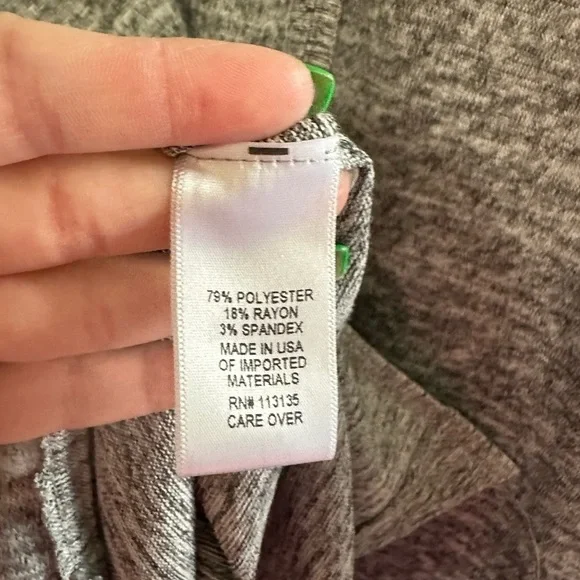 79% POLYESTER
18% RAYON
3% SPANDEX
MADE IN USA
OF IMPORTED
MATERIALS
RN# 113135
CARE OVER